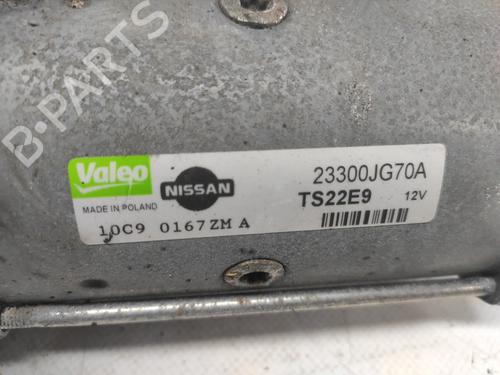 B-PARTS
Valeo
NISSAN
23300JG70A
MADE IN POLAND
TS22E9 12V
10C9 0167ZM A